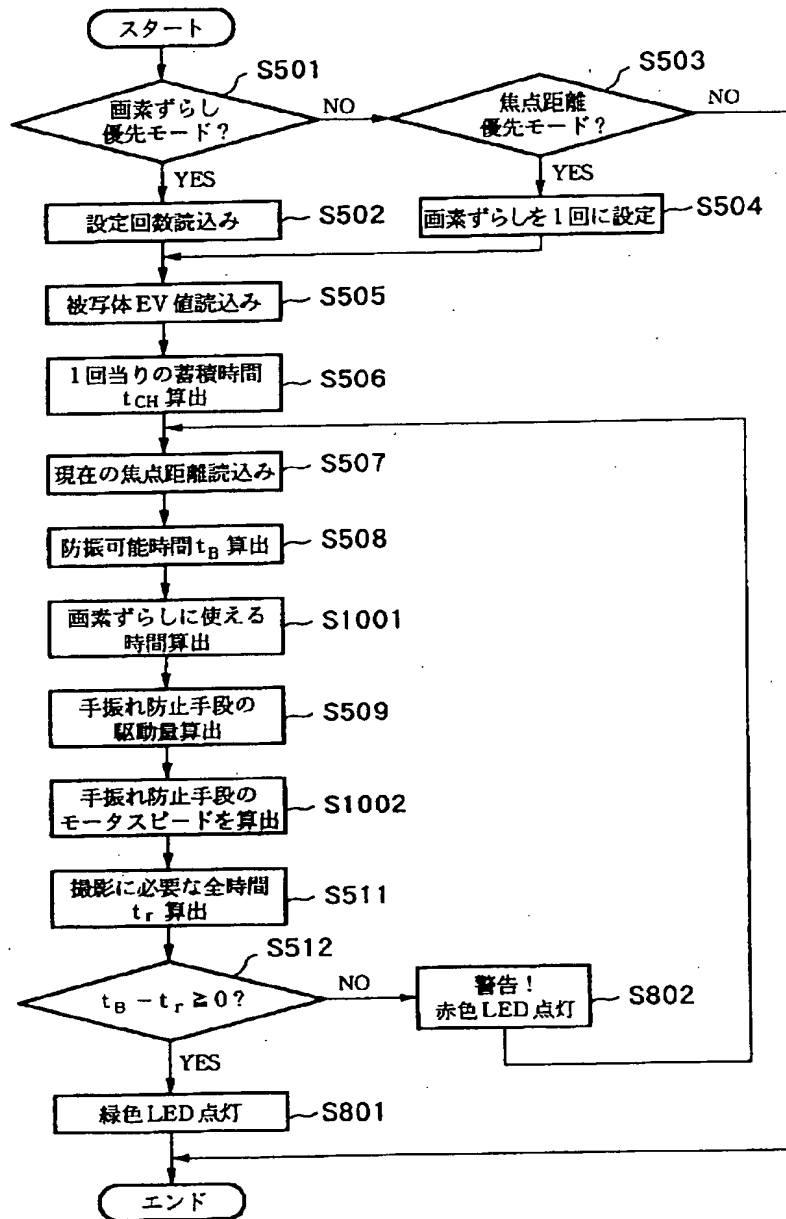 スタート
S501
画素ずらし
優先モード？
NO
YES
S503
焦点距離
優先モード？
NO
YES
設定回数読込み
S502
画素ずらしを１回に設定
S504
被写体EV値読込み
S505
１回当りの蓄積時間
tCH 算出
S506
現在の焦点距離読込み
S507
防振可能時間tB 算出
S508
画素ずらしに使える
時間算出
S1001
手振れ防止手段の
駆動量算出
S509
手振れ防止手段の
モータスピードを算出
S1002
撮影に必要な全時間
tr 算出
S511
S512
tB − tr ≧ 0？
NO
YES
警告！
赤色LED点灯
S802
緑色LED点灯
S801
エンド